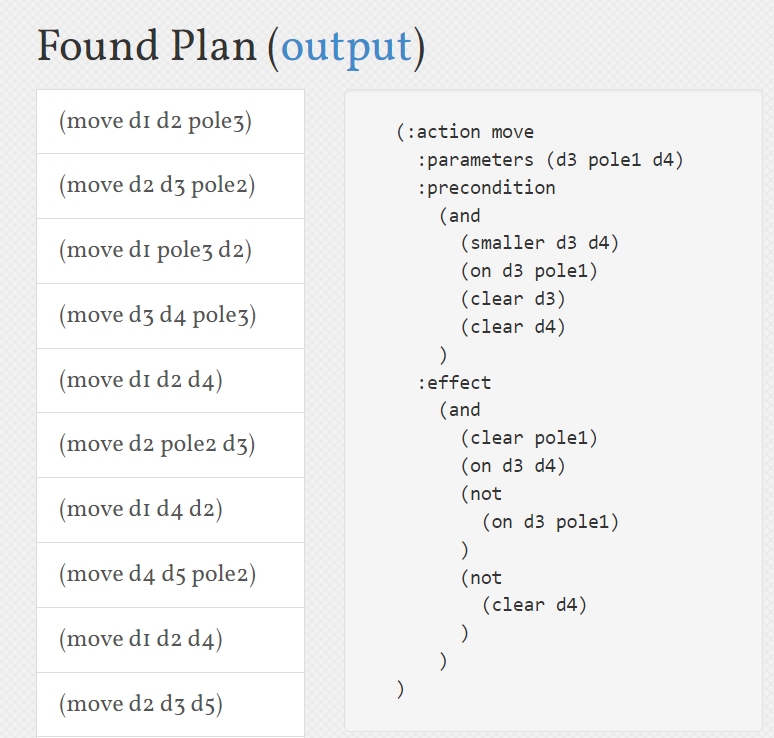 Found Plan (output)
(move d1 d2 pole3)
(move d2 d3 pole2)
(move d1 pole3 d2)
(move d3 d4 pole3)
(move d1 d2 d4)
(move d2 pole2 d3)
(move d1 d4 d2)
(move d4 d5 pole2)
(move d1 d2 d4)
(move d2 d3 d5)
(:action move
  :parameters (d3 pole1 d4)
  :precondition
    (and
      (smaller d3 d4)
      (on d3 pole1)
      (clear d3)
      (clear d4)
    )
  :effect
    (and
      (clear pole1)
      (on d3 d4)
      (not
        (on d3 pole1)
      )
      (not
        (clear d4)
      )
    )
)